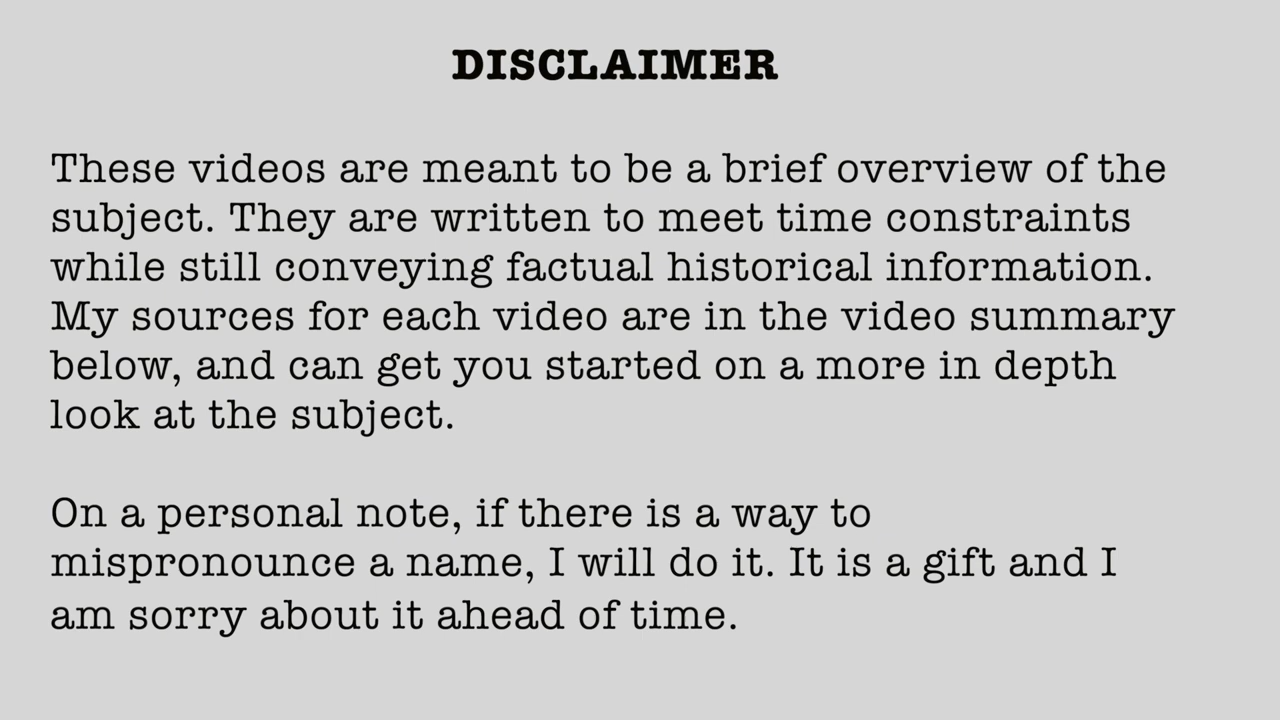 DISCLAIMER
These videos are meant to be a brief overview of the
subject. They are written to meet time constraints
while still conveying factual historical information.
My sources for each video are in the video summary
below, and can get you started on a more in depth
look at the subject.
On a personal note, if there is a way to
mispronounce a name, I will do it. It is a gift and I
am sorry about it ahead of time.